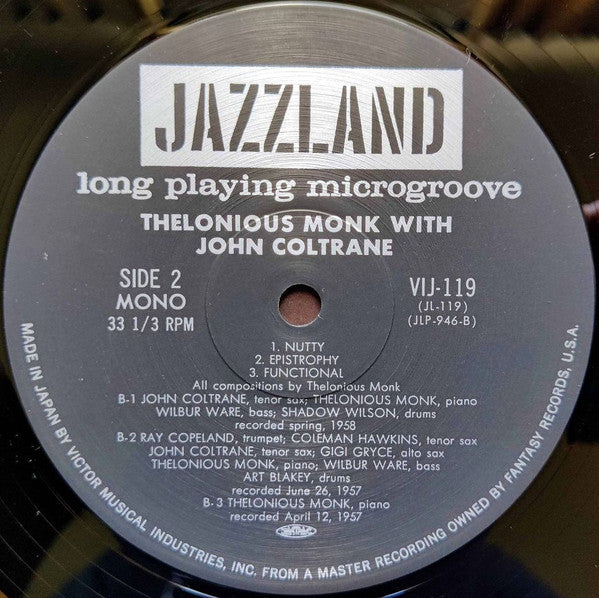 JAZZLAND
long playing microgroove
THELONIOUS MONK WITH
JOHN COLTRANE
SIDE 2
MONO
33 1/3 RPM
VIJ-119
(JL-119)
(JLP-946-B)
1. NUTTY
2. EPISTROPHY
3. FUNCTIONAL
All compositions by Thelonious Monk
B-1 JOHN COLTRANE, tenor sax; THELONIOUS MONK, piano
WILBUR WARE, bass; SHADOW WILSON, drums
recorded spring, 1958
B-2 RAY COPELAND, trumpet; COLEMAN HAWKINS, tenor sax
JOHN COLTRANE, tenor sax; GIGI GRYCE, alto sax
THELONIOUS MONK, piano; WILBUR WARE, bass
ART BLAKEY, drums
recorded June 26, 1957
B-3 THELONIOUS MONK, piano
recorded April 12, 1957
MADE IN JAPAN BY VICTOR MUSICAL INDUSTRIES, INC. FROM A MASTER RECORDING OWNED BY FANTASY RECORDS, U.S.A.